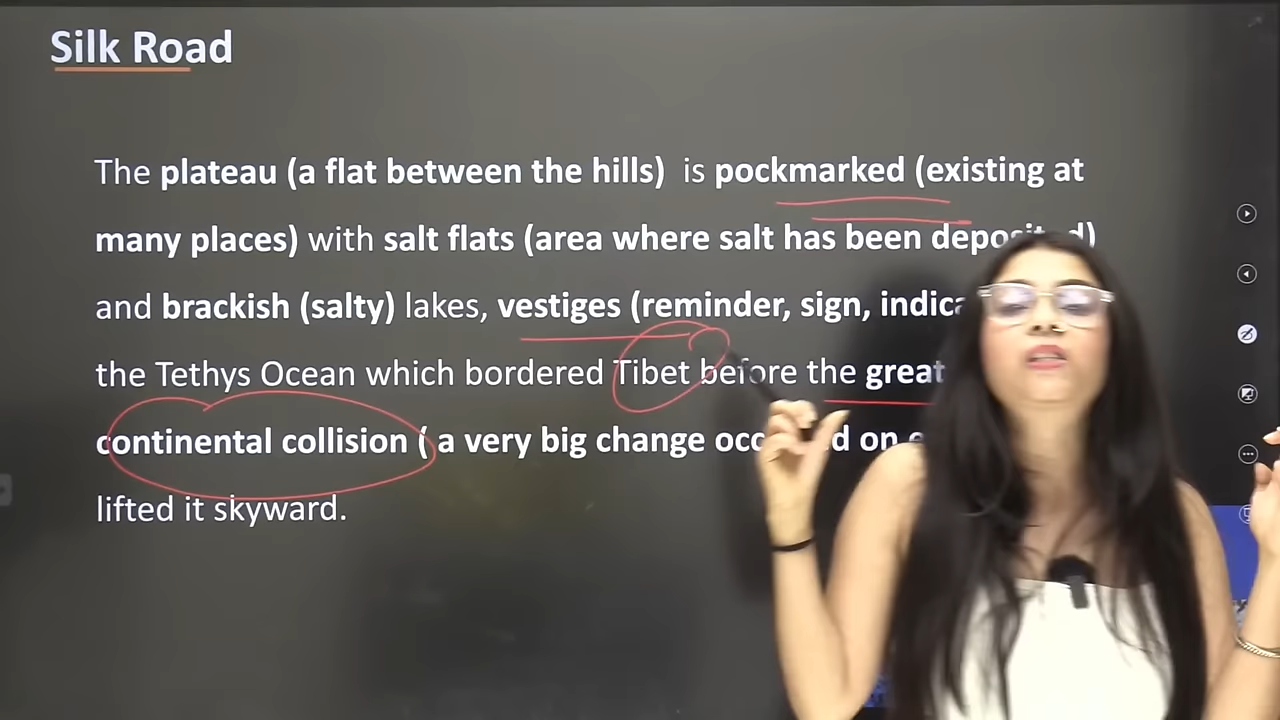 Silk Road
The plateau (a flat between the hills) is pockmarked (existing at
many places) with salt flats (area where salt has been deposited)
and brackish (salty) lakes, vestiges (reminder, sign,
the Tethys Ocean which bordered Tibet before the great
continental collision ( a very big change on
lifted it skyward.